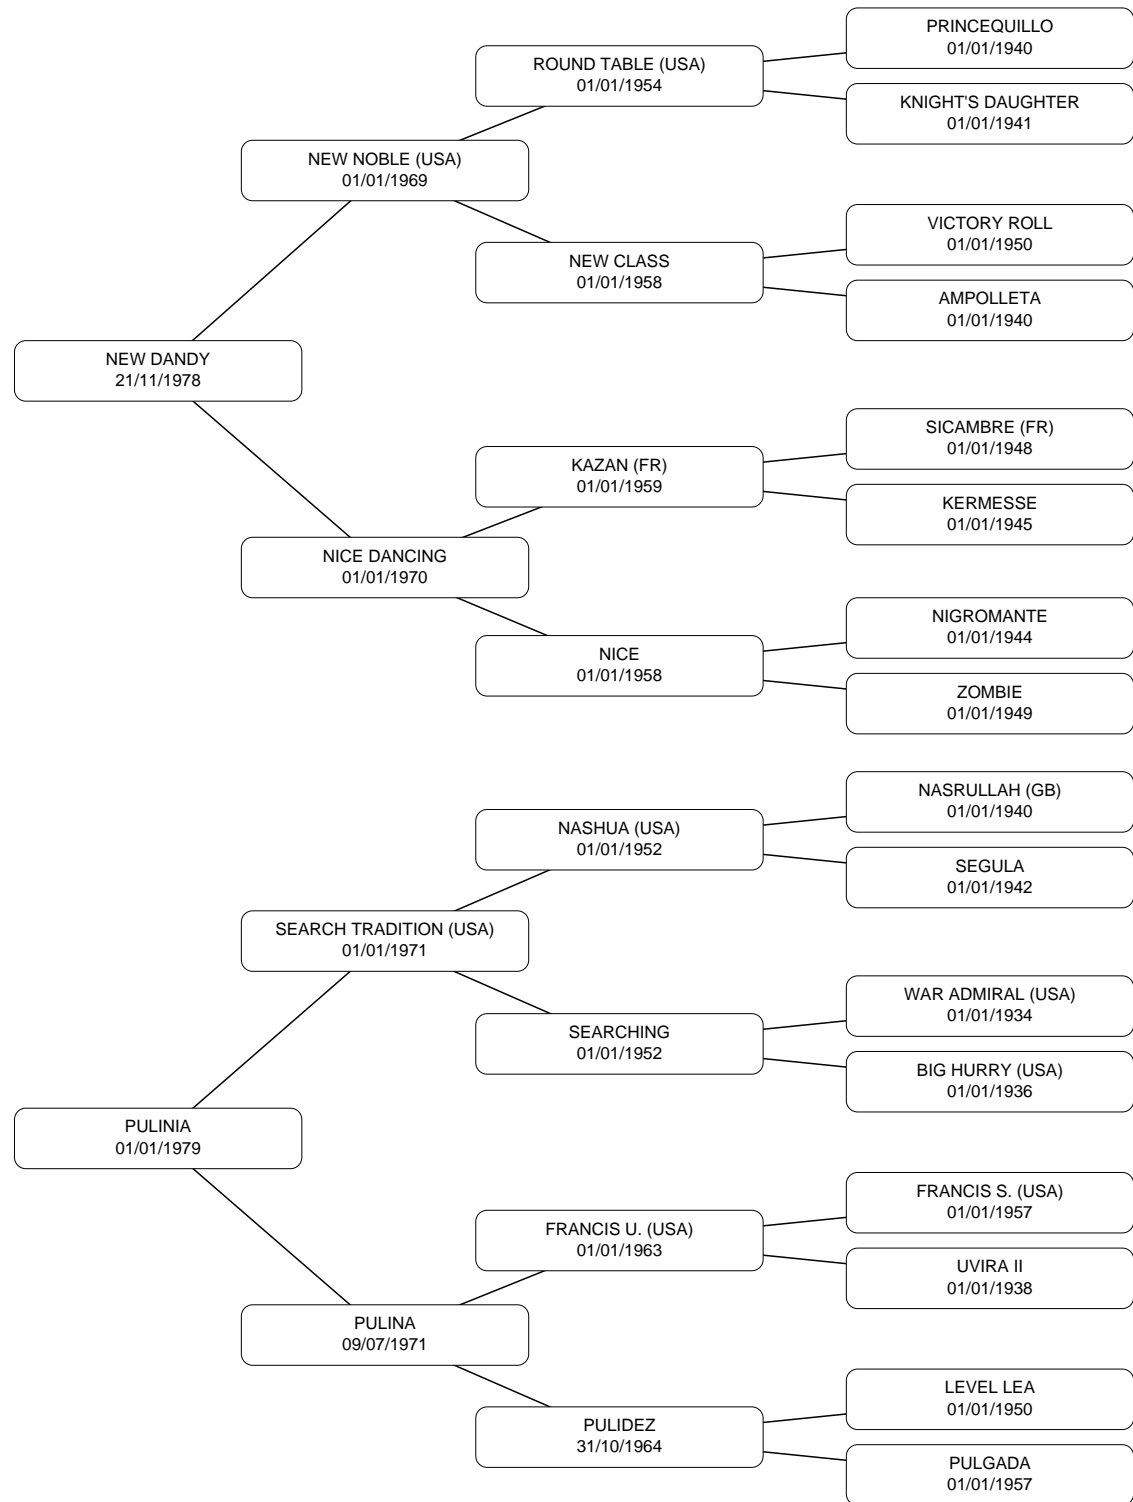 PRINCEQUILLO
01/01/1940
ROUND TABLE (USA)
01/01/1954
KNIGHT'S DAUGHTER
01/01/1941
NEW NOBLE (USA)
01/01/1969
VICTORY ROLL
01/01/1950
NEW CLASS
01/01/1958
AMPOLLETA
01/01/1940
NEW DANDY
21/11/1978
SICAMBRE (FR)
01/01/1948
KAZAN (FR)
01/01/1959
KERMESSE
01/01/1945
NICE DANCING
01/01/1970
NIGROMANTE
01/01/1944
NICE
01/01/1958
ZOMBIE
01/01/1949
NASRULLAH (GB)
01/01/1940
NASHUA (USA)
01/01/1952
SEGULA
01/01/1942
SEARCH TRADITION (USA)
01/01/1971
WAR ADMIRAL (USA)
01/01/1934
SEARCHING
01/01/1952
BIG HURRY (USA)
01/01/1936
PULINIA
01/01/1979
FRANCIS S. (USA)
01/01/1957
FRANCIS U. (USA)
01/01/1963
UVIRA II
01/01/1938
PULINA
09/07/1971
LEVEL LEA
01/01/1950
PULIDEZ
31/10/1964
PULGADA
01/01/1957